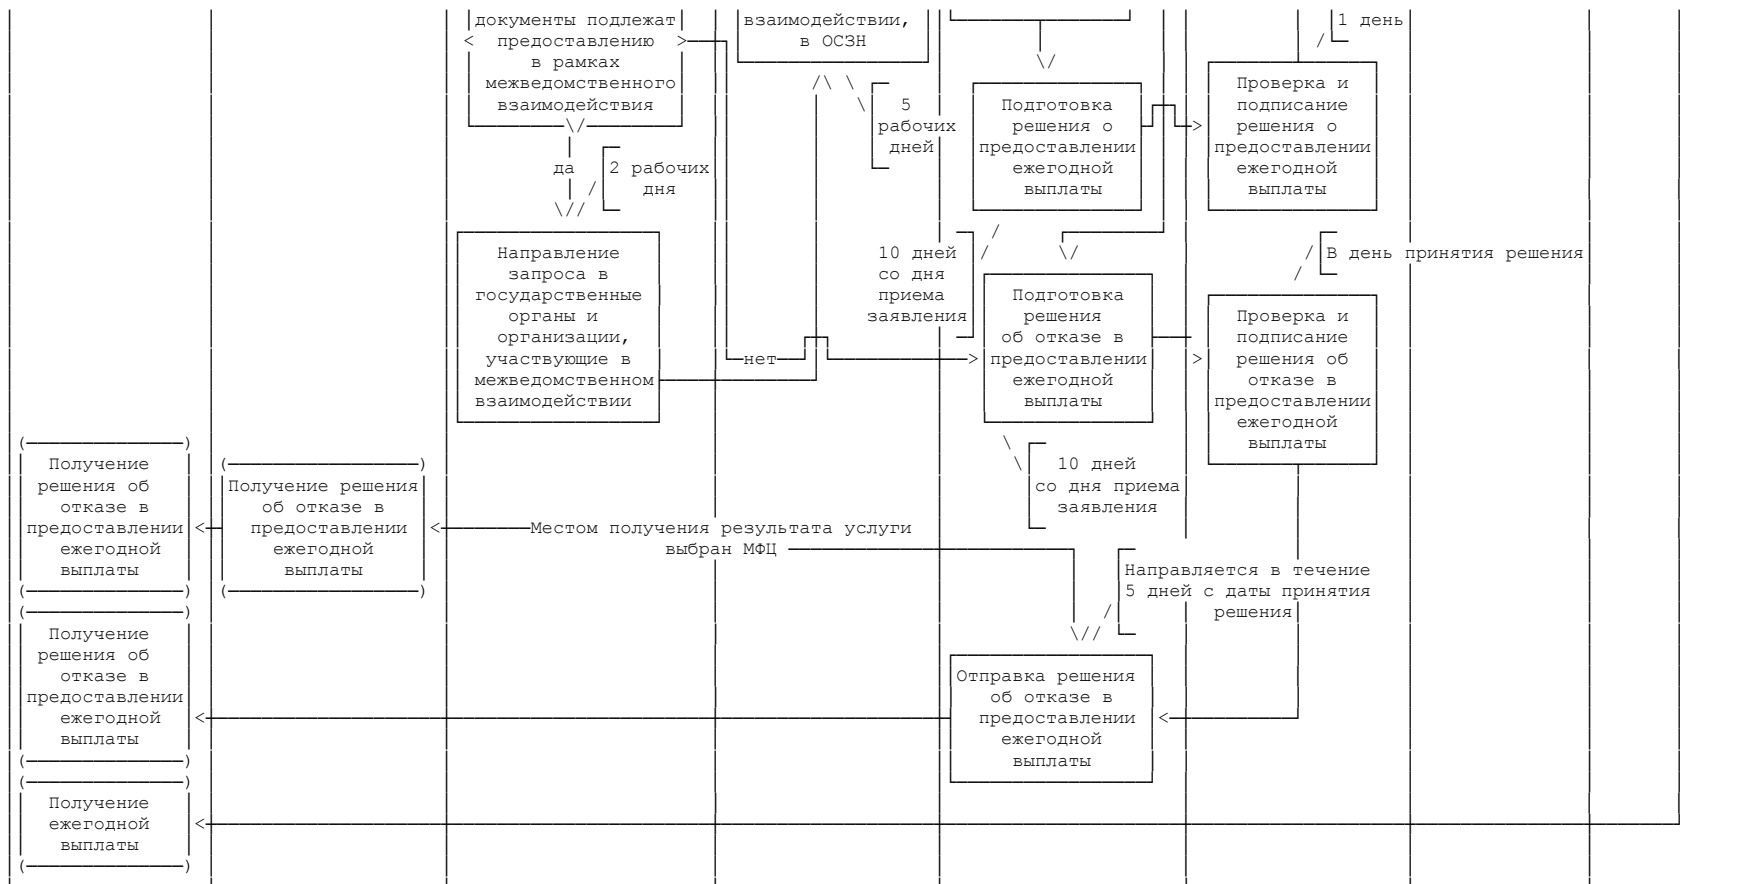 документы подлежат
предоставлению
в рамках
межведомственного
взаимодействия
взаимодействии,
в ОСЗН
1 день
5
рабочих
дней
Подготовка
решения о
предоставлении
ежегодной
выплаты
Проверка и
подписание
решения о
предоставлении
ежегодной
выплаты
да
2 рабочих
дня
Направление
запроса в
государственные
органы и
организации,
участвующие в
межведомственном
взаимодействии
нет
10 дней
со дня
приема
заявления
Подготовка
решения
об отказе в
предоставлении
ежегодной
выплаты
В день принятия решения
Проверка и
подписание
решения об
отказе в
предоставлении
ежегодной
выплаты
10 дней
со дня приема
заявления
Получение
решения об
отказе в
предоставлении
ежегодной
выплаты
Получение решения
об отказе в
предоставлении
ежегодной
выплаты
Местом получения результата услуги
выбран МФЦ
Направляется в течение
5 дней с даты принятия
решения
Получение
решения об
отказе в
предоставлении
ежегодной
выплаты
Отправка решения
об отказе в
предоставлении
ежегодной
выплаты
Получение
ежегодной
выплаты